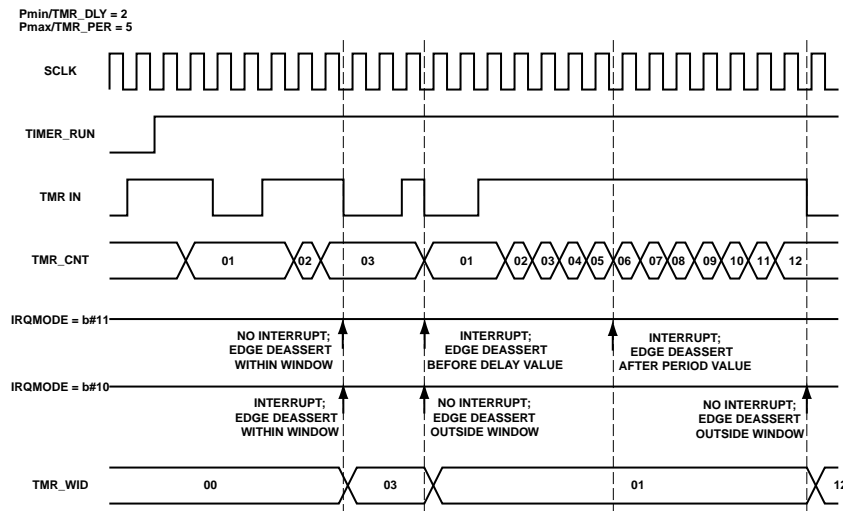 Pmin/TMR_DLY = 2
Pmax/TMR_PER = 5
SCLK
TIMER_RUN
TMR IN
TMR_CNT
01 02 03 01 02 03 04 05 06 07 08 09 10 11 12
IRQMODE = b#11
NO INTERRUPT;
EDGE DEASSERT
WITHIN WINDOW
INTERRUPT;
EDGE DEASSERT
BEFORE DELAY VALUE
INTERRUPT;
EDGE DEASSERT
AFTER PERIOD VALUE
IRQMODE = b#10
INTERRUPT;
EDGE DEASSERT
WITHIN WINDOW
NO INTERRUPT;
EDGE DEASSERT
OUTSIDE WINDOW
NO INTERRUPT;
EDGE DEASSERT
OUTSIDE WINDOW
TMR_WID
00 03 01 12